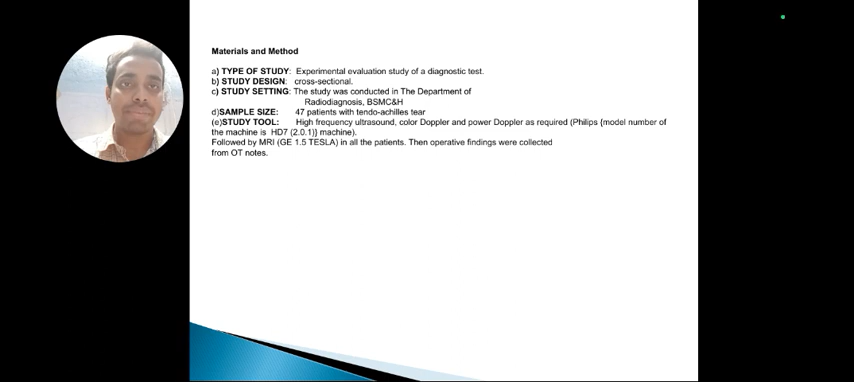 Materials and Method
a) TYPE OF STUDY: Experimental evaluation study of a diagnostic test.
b) STUDY DESIGN: cross-sectional.
c) STUDY SETTING: The study was conducted in The Department of
Radiodiagnosis, BSMC&H
d)SAMPLE SIZE: 47 patients with tendo-achilles tear
(e)STUDY TOOL: High frequency ultrasound, color Doppler and power Doppler as required (Philips {model number of
the machine is HD7 (2.0.1)} machine).
Followed by MRI (GE 1.5 TESLA) in all the patients. Then operative findings were collected
from OT notes.